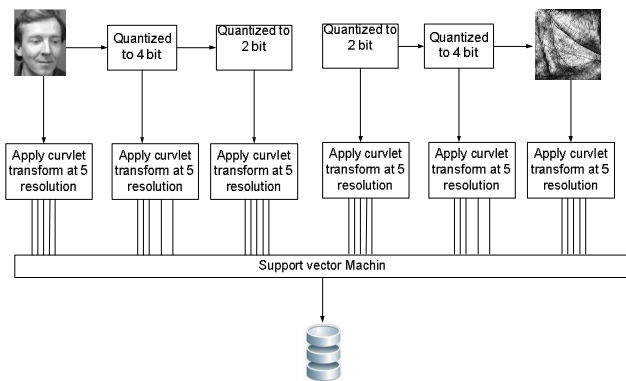 Quantized
to 4 bit
Quantized to
2 bit
Quantized to
2 bit
Quantized
to 4 bit
Apply curvlet
transform at 5
resolution
Apply curvlet
transform at 5
resolution
Apply curvlet
transform at 5
resolution
Apply curvlet
transform at 5
resolution
Apply curvlet
transform at 5
resolution
Apply curvlet
transform at 5
resolution
Support vector Machin